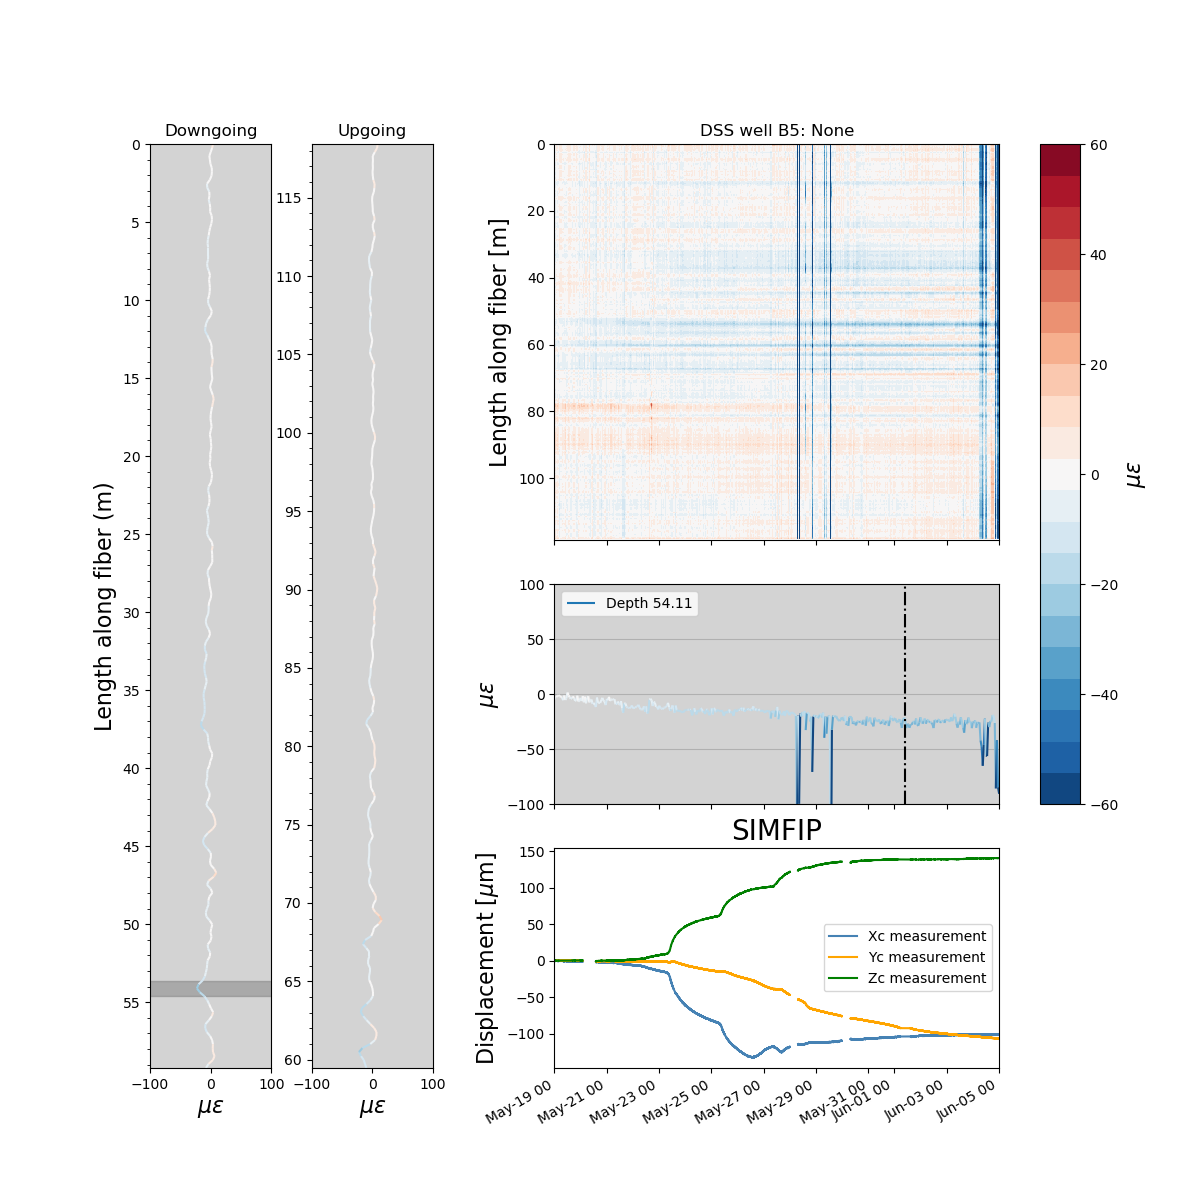 Downgoing
Upgoing
DSS well B5: None
Length along fiber (m)
0
5
10
15
20
25
30
35
40
45
50
55
−100
0
100
με
115
110
105
100
95
90
85
80
75
70
65
60
−100
0
100
με
Length along fiber [m]
0
20
40
60
80
100
60
40
20
0
−20
−40
−60
με
με
100
50
0
−50
−100
Depth 54.11
SIMFIP
Displacement [μm]
150
100
50
0
−50
−100
Xc measurement
Yc measurement
Zc measurement
May-19 00
May-21 00
May-23 00
May-25 00
May-27 00
May-29 00
May-31 00
Jun-01 00
Jun-03 00
Jun-05 00